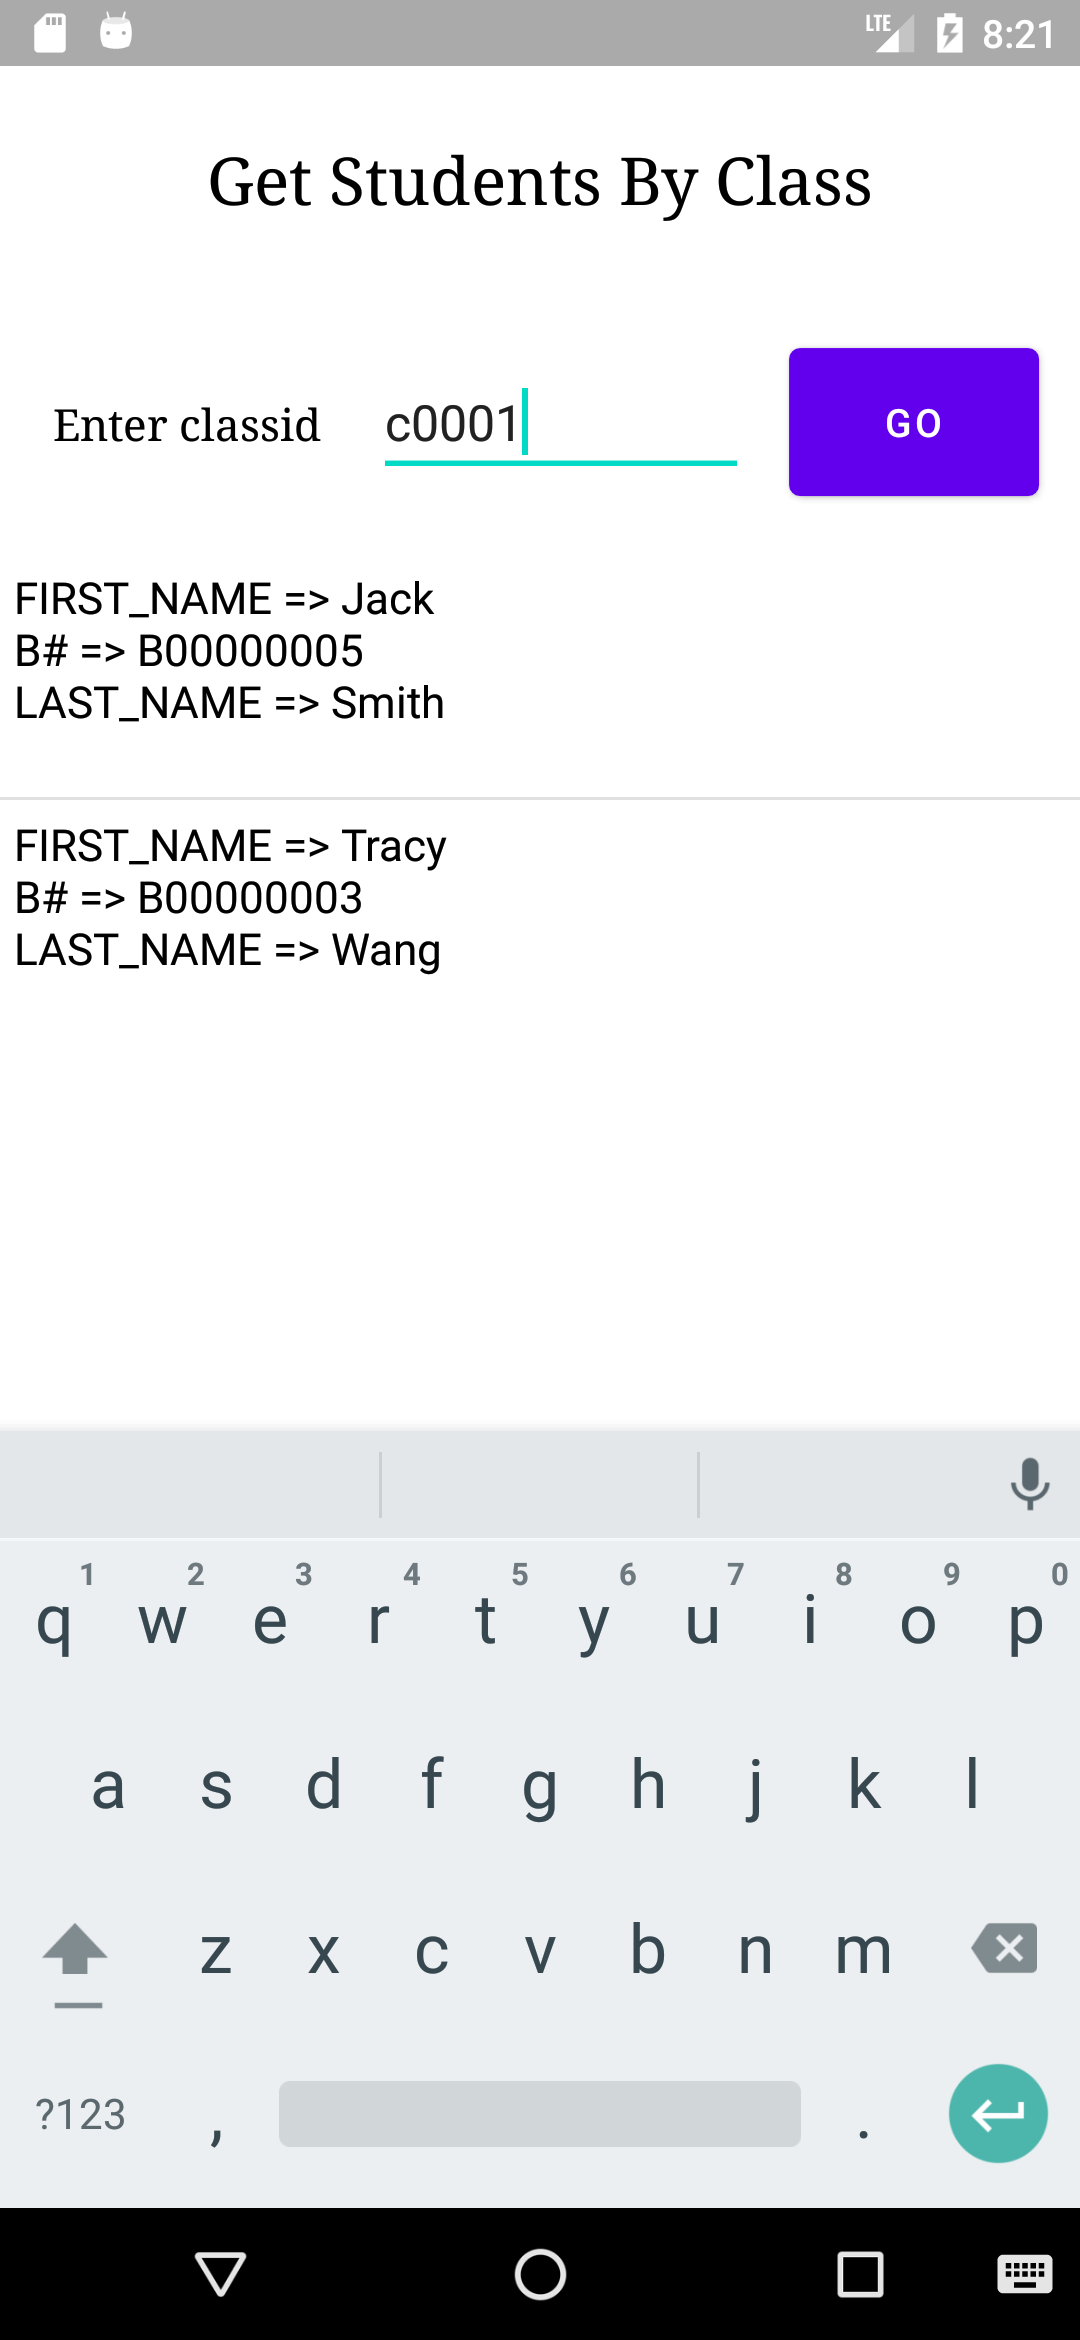 LTE 8:21
Get Students By Class
Enter classid c0001 GO
FIRST_NAME => Jack
B# => B00000005
LAST_NAME => Smith
FIRST_NAME => Tracy
B# => B00000003
LAST_NAME => Wang
1 2 3 4 5 6 7 8 9 0
q w e r t y u i o p
a s d f g h j k l
z x c v b n m
?123 , .